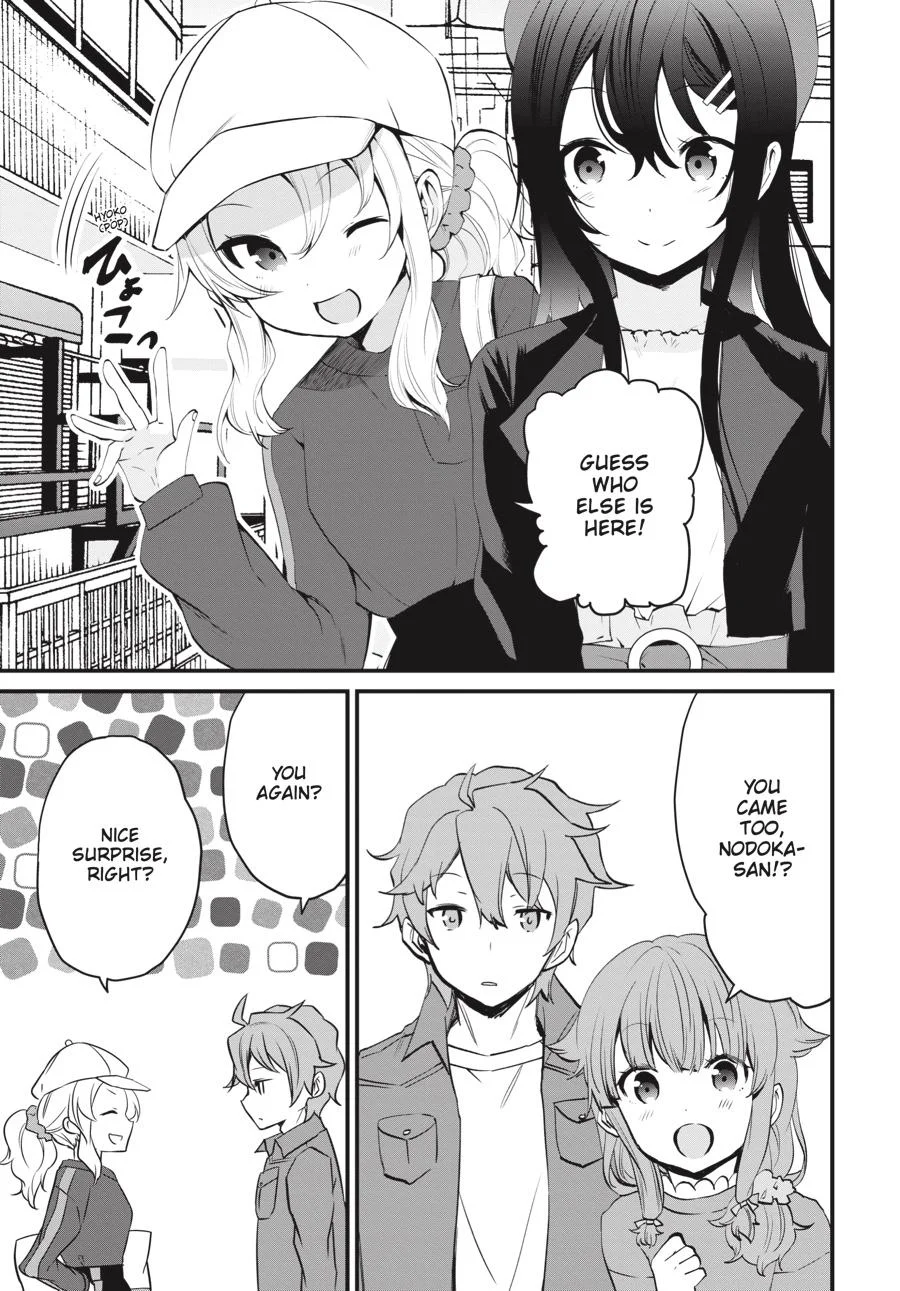 HYOKO
(POP)
ひょこっ
GUESS
WHO
ELSE IS
HERE!
YOU
CAME
TOO,
NODOKA-
SAN!?
YOU
AGAIN?
NICE
SURPRISE,
RIGHT?